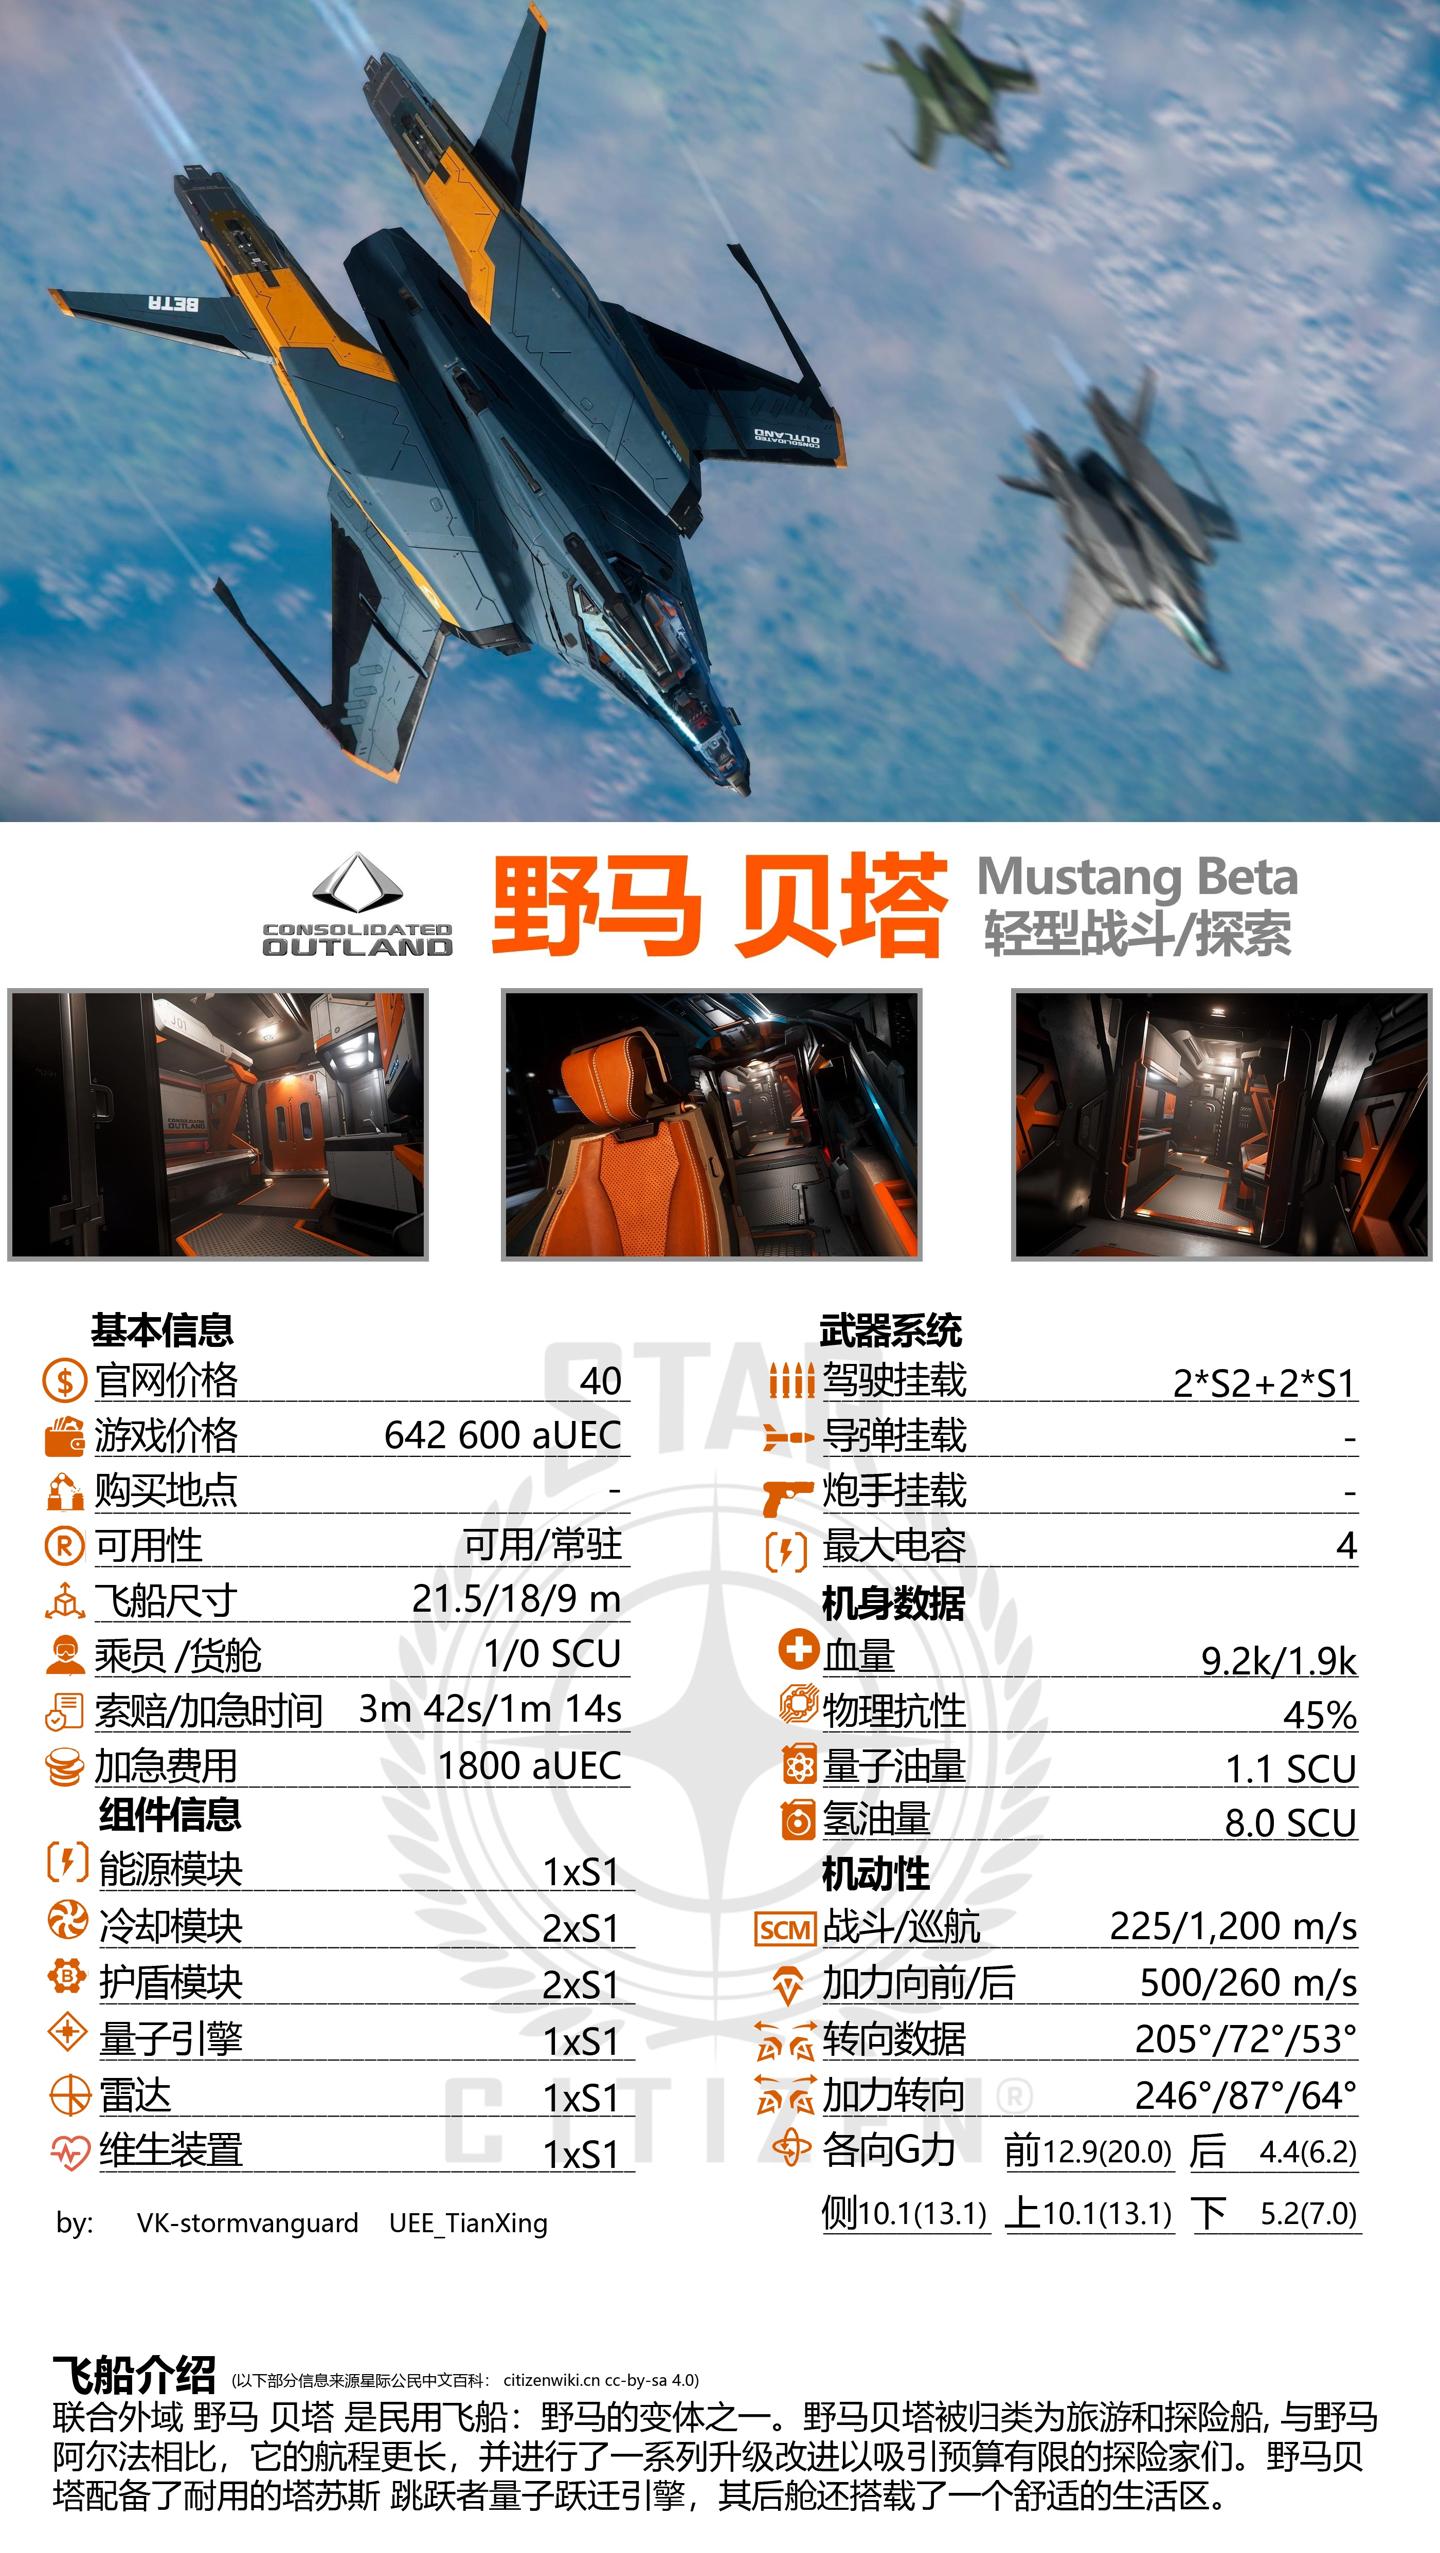 BETA
CONSOLIDATED
OUTLAND
野马 贝塔
Mustang Beta
轻型战斗/探索
CONSOLIDATED
OUTLAND
J01
CONSOLIDATED
OUTLAND
STAR
CITIZEN®
基本信息
官网价格 40
游戏价格 642 600 aUEC
购买地点 -
可用性 可用/常驻
飞船尺寸 21.5/18/9 m
乘员 /货舱 1/0 SCU
索赔/加急时间 3m 42s/1m 14s
加急费用 1800 aUEC
组件信息
能源模块 1xS1
冷却模块 2xS1
护盾模块 2xS1
量子引擎 1xS1
雷达 1xS1
维生装置 1xS1
by: VK-stormvanguard UEE_TianXing
武器系统
驾驶挂载 2*S2+2*S1
导弹挂载 -
炮手挂载 -
最大电容 4
机身数据
血量 9.2k/1.9k
物理抗性 45%
量子油量 1.1 SCU
氢油量 8.0 SCU
机动性
SCM 战斗/巡航 225/1,200 m/s
加力向前/后 500/260 m/s
转向数据 205°/72°/53°
加力转向 246°/87°/64°
各向G力 前12.9(20.0) 后 4.4(6.2)
侧10.1(13.1) 上10.1(13.1) 下 5.2(7.0)
飞船介绍 (以下部分信息来源星际公民中文百科： citizenwiki.cn cc-by-sa 4.0)
联合外域 野马 贝塔 是民用飞船：野马的变体之一。野马贝塔被归类为旅游和探险船, 与野马
阿尔法相比，它的航程更长，并进行了一系列升级改进以吸引预算有限的探险家们。野马贝
塔配备了耐用的塔苏斯 跳跃者量子跃迁引擎，其后舱还搭载了一个舒适的生活区。